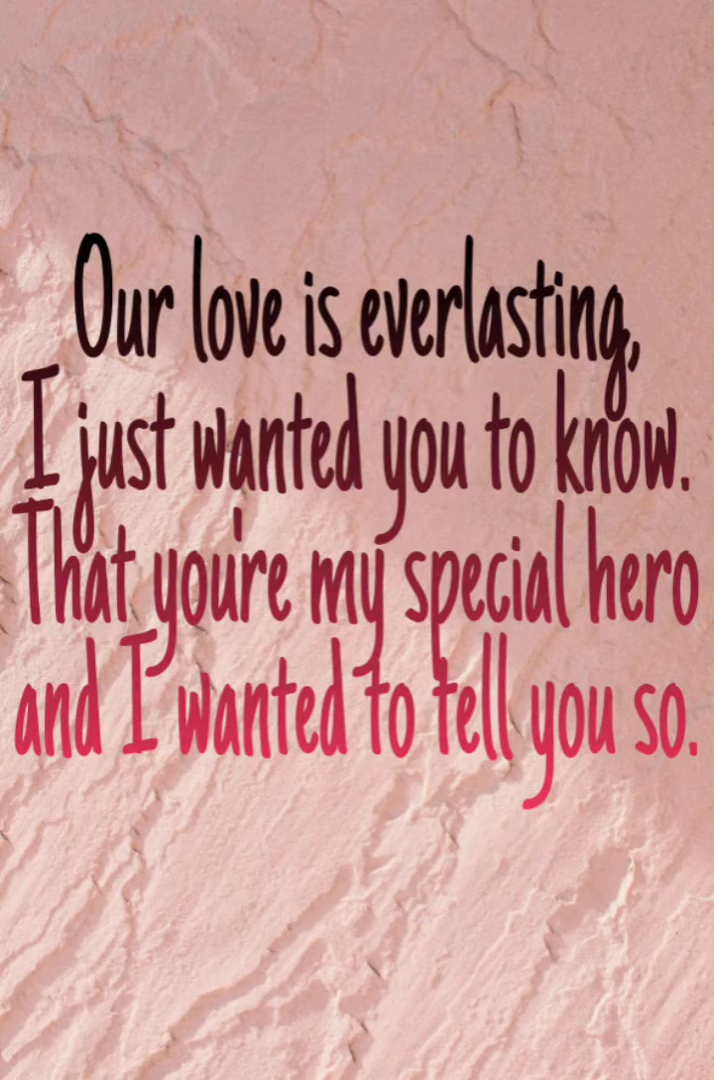 Our love is everlasting,
I just wanted you to know.
That you're my special hero
and I wanted to tell you so.